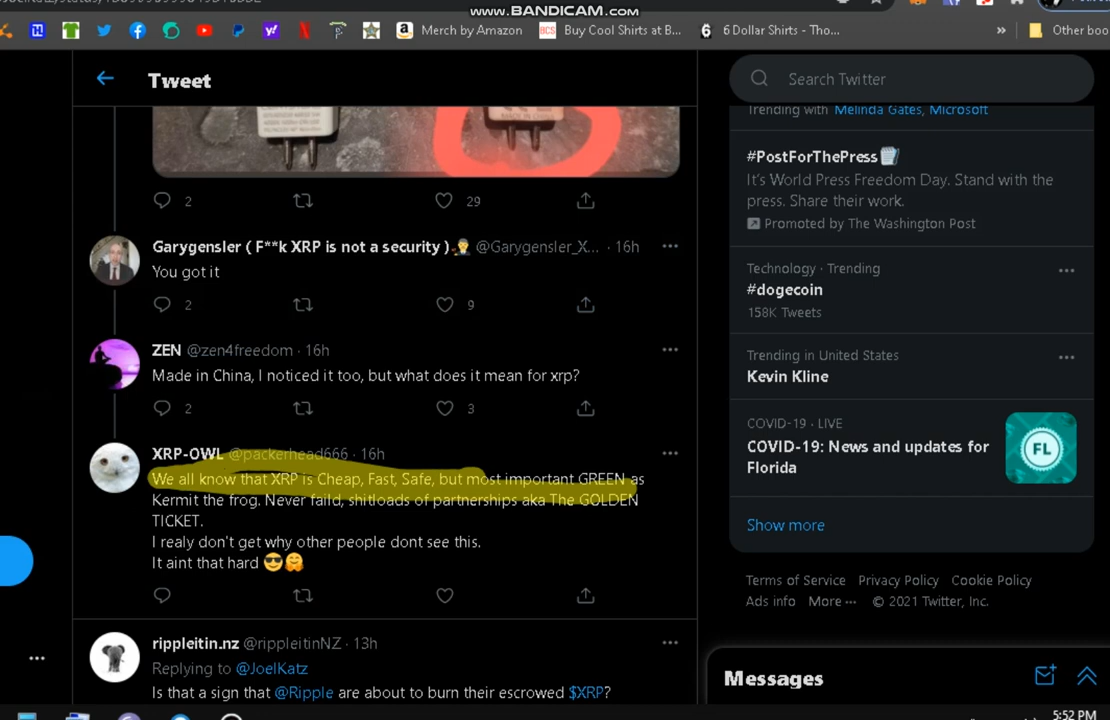 www.BANDICAM.com
Merch by Amazon
BCS
Buy Cool Shirts at B...
6 Dollar Shirts - Tho...
»
Other boo
Tweet
MADE IN CHINA
2
29
Garygensler ( F**k XRP is not a security ) @Garygensler_X... · 16h
You got it
2
9
ZEN @zen4freedom · 16h
Made in China, I noticed it too, but what does it mean for xrp?
2
3
XRP-OWL @packerhead666 · 16h
We all know that XRP is Cheap, Fast, Safe, but most important GREEN as
Kermit the frog. Never faild, shitloads of partnerships aka The GOLDEN
TICKET.
I realy don't get why other people dont see this.
It aint that hard 😎🤗
rippleitin.nz @rippleitinNZ · 13h
Replying to @JoelKatz
Is that a sign that @Ripple are about to burn their escrowed $XRP?
Search Twitter
Trending with Melinda Gates, Microsoft
#PostForThePress
It's World Press Freedom Day. Stand with the
press. Share their work.
Promoted by The Washington Post
Technology · Trending
#dogecoin
158K Tweets
Trending in United States
Kevin Kline
COVID-19 · LIVE
COVID-19: News and updates for
Florida
FL
Show more
Terms of Service Privacy Policy Cookie Policy
Ads info More ··· © 2021 Twitter, Inc.
Messages
5:52 PM